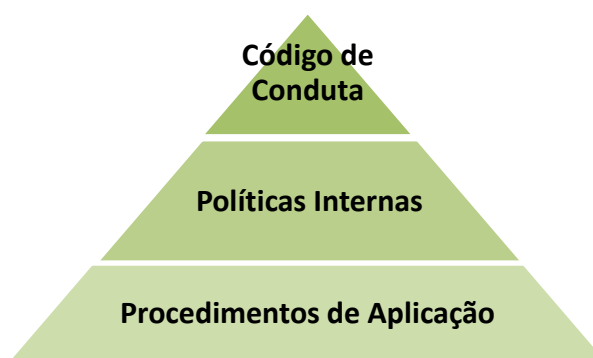 Código de
Conduta
Políticas Internas
Procedimentos de Aplicação